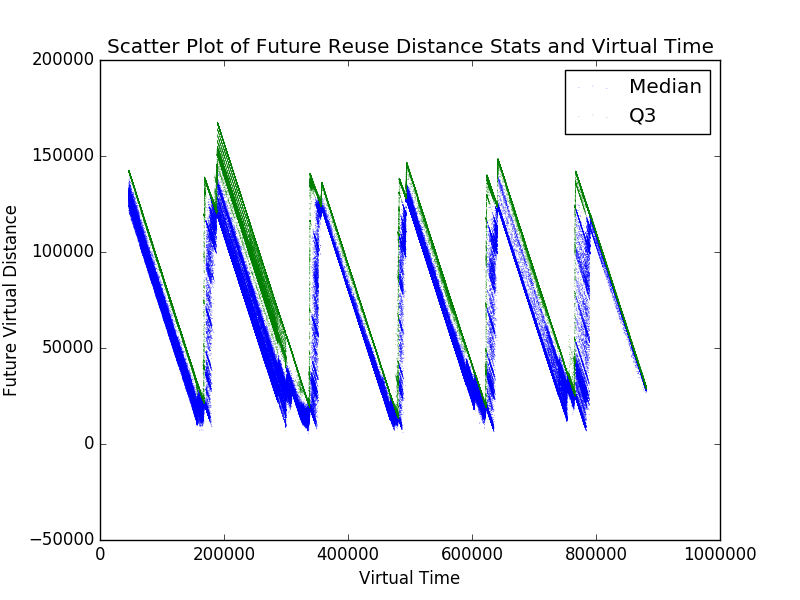 Scatter Plot of Future Reuse Distance Stats and Virtual Time
200000
150000
100000
50000
0
−50000
Future Virtual Distance
Median
Q3
0
200000
400000
600000
800000
1000000
Virtual Time